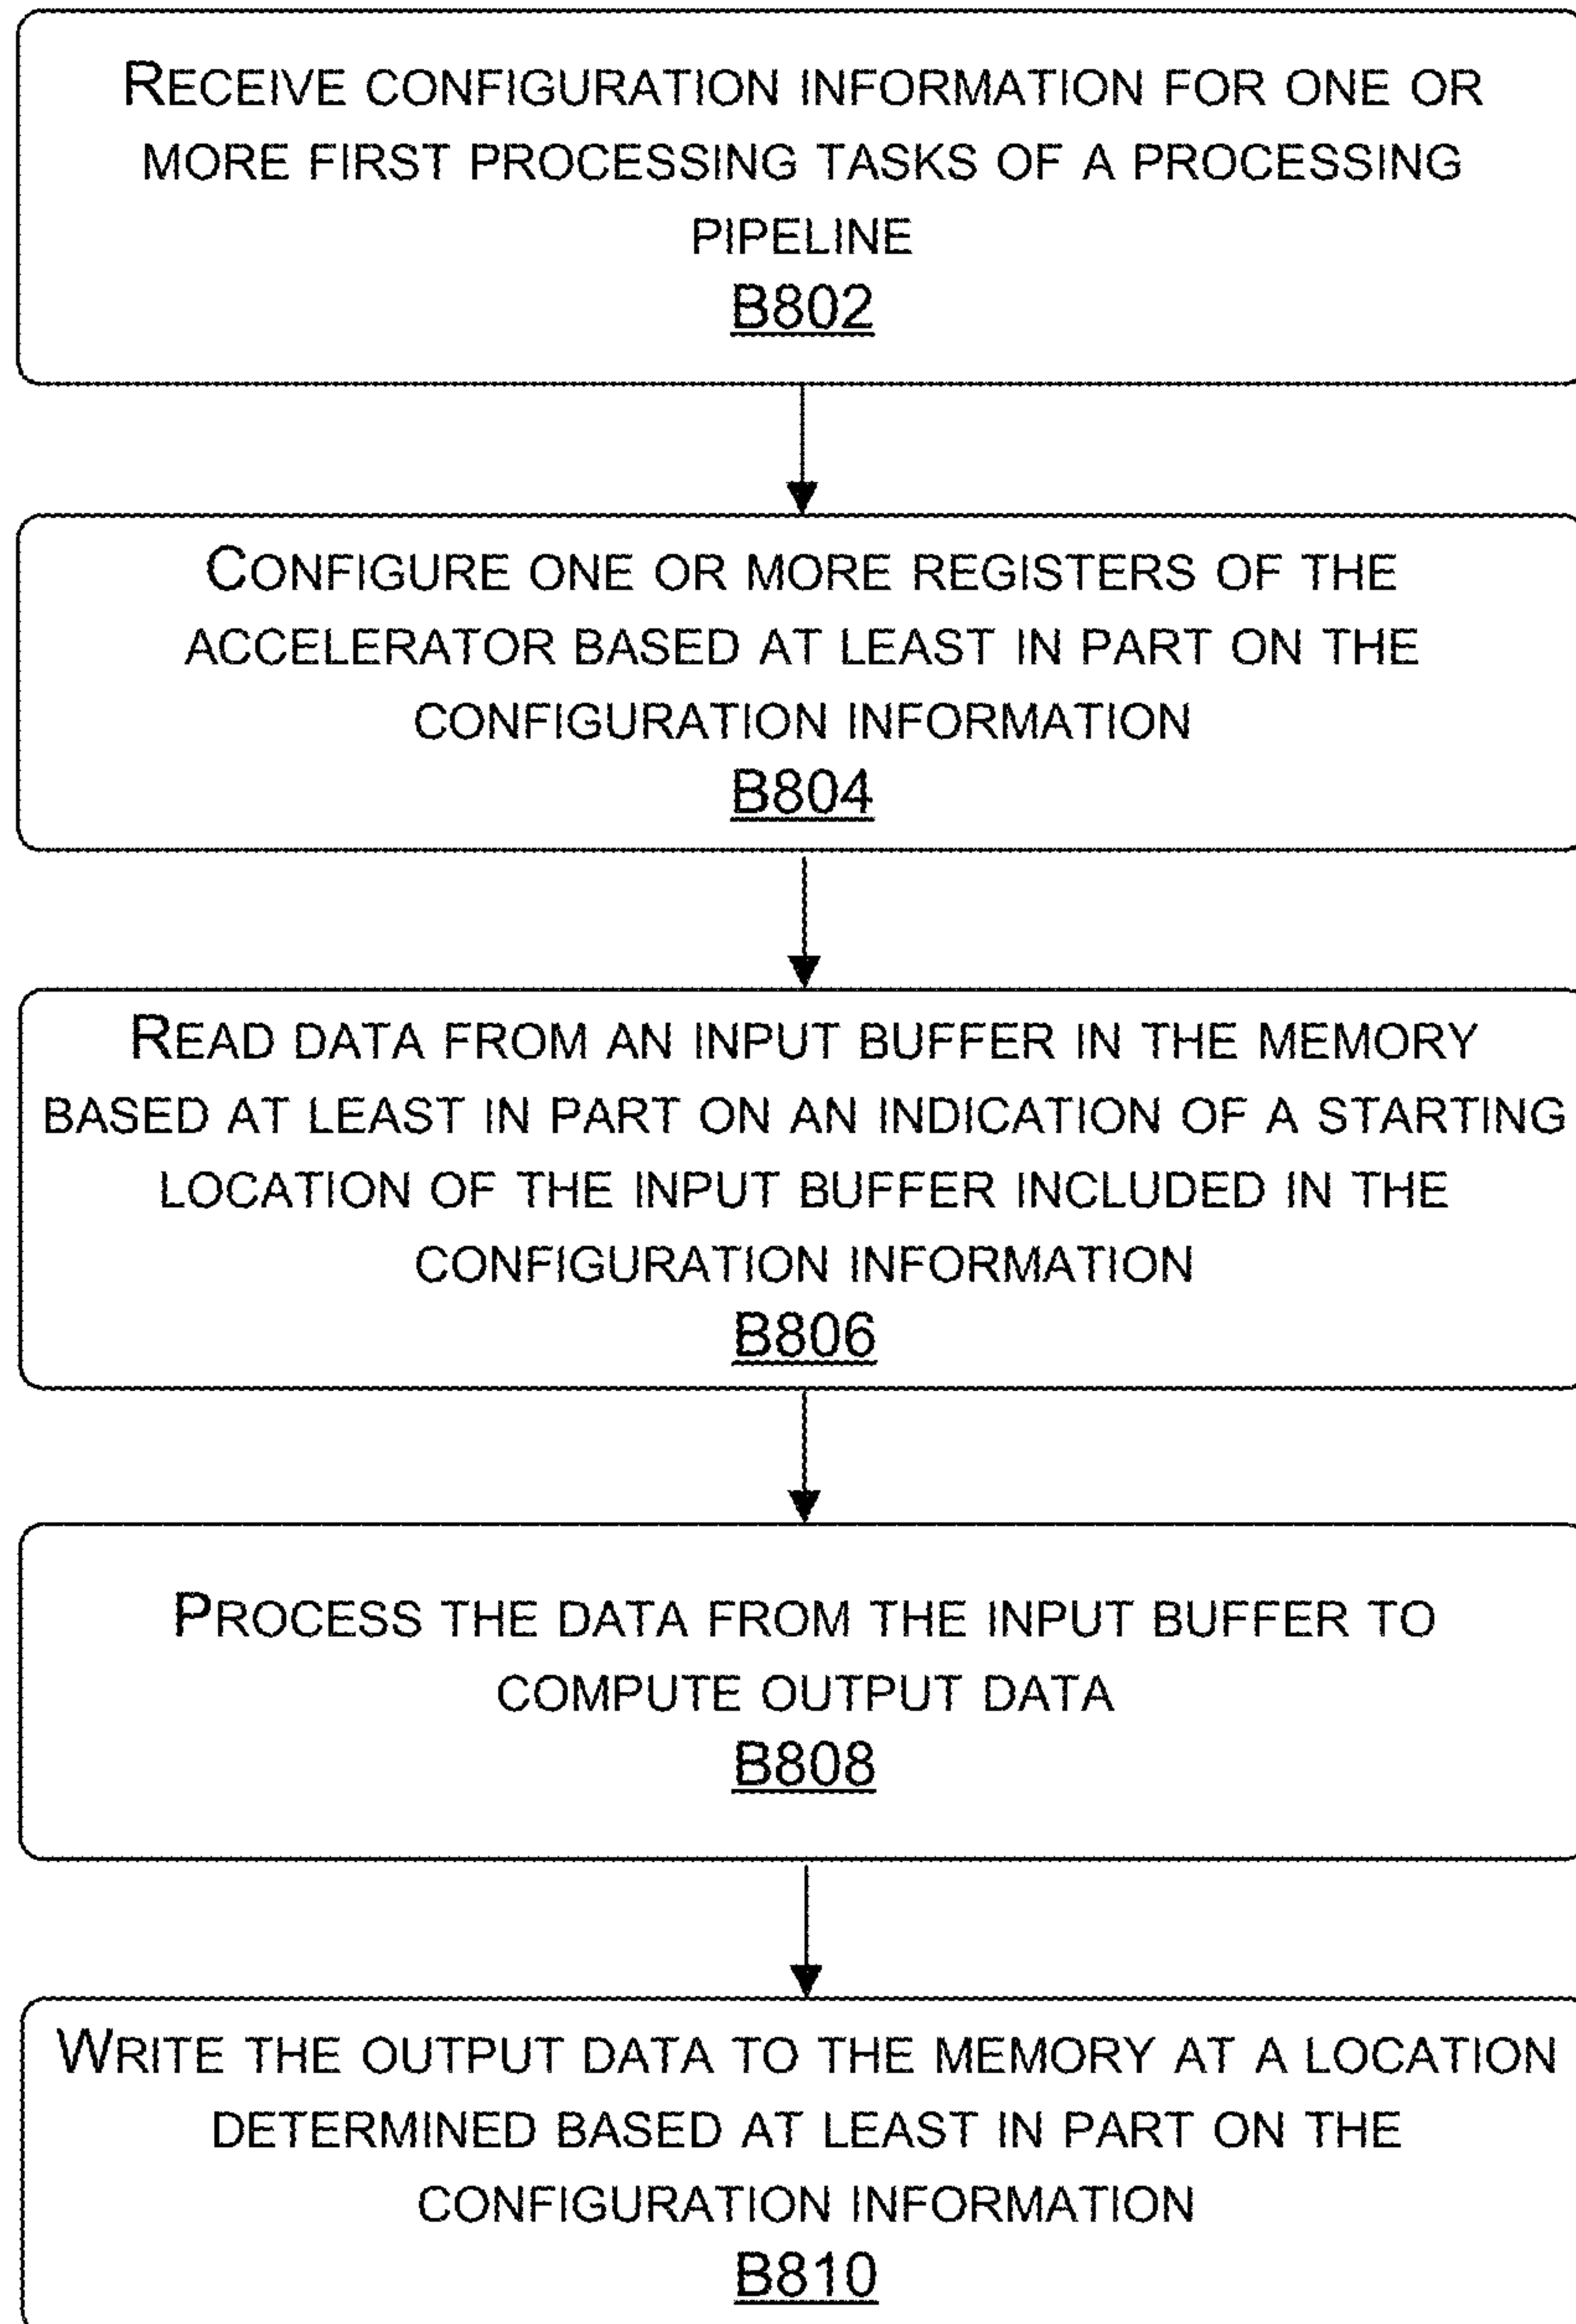 RECEIVE CONFIGURATION INFORMATION FOR ONE OR
MORE FIRST PROCESSING TASKS OF A PROCESSING
PIPELINE
B802
CONFIGURE ONE OR MORE REGISTERS OF THE
ACCELERATOR BASED AT LEAST IN PART ON THE
CONFIGURATION INFORMATION
B804
READ DATA FROM AN INPUT BUFFER IN THE MEMORY
BASED AT LEAST IN PART ON AN INDICATION OF A STARTING
LOCATION OF THE INPUT BUFFER INCLUDED IN THE
CONFIGURATION INFORMATION
B806
PROCESS THE DATA FROM THE INPUT BUFFER TO
COMPUTE OUTPUT DATA
B808
WRITE THE OUTPUT DATA TO THE MEMORY AT A LOCATION
DETERMINED BASED AT LEAST IN PART ON THE
CONFIGURATION INFORMATION
B810